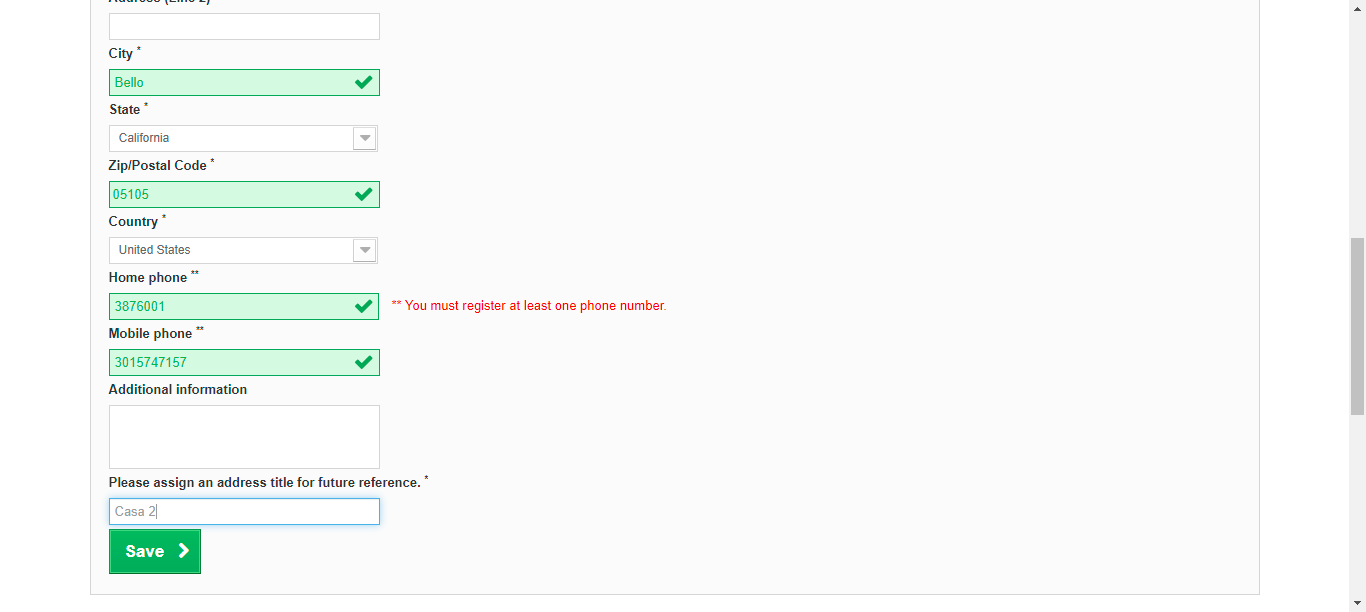 Address (Line 2)
City *
Bello
State *
California
Zip/Postal Code *
05105
Country *
United States
Home phone **
3876001
** You must register at least one phone number.
Mobile phone **
3015747157
Additional information
Please assign an address title for future reference. *
Casa 2
Save